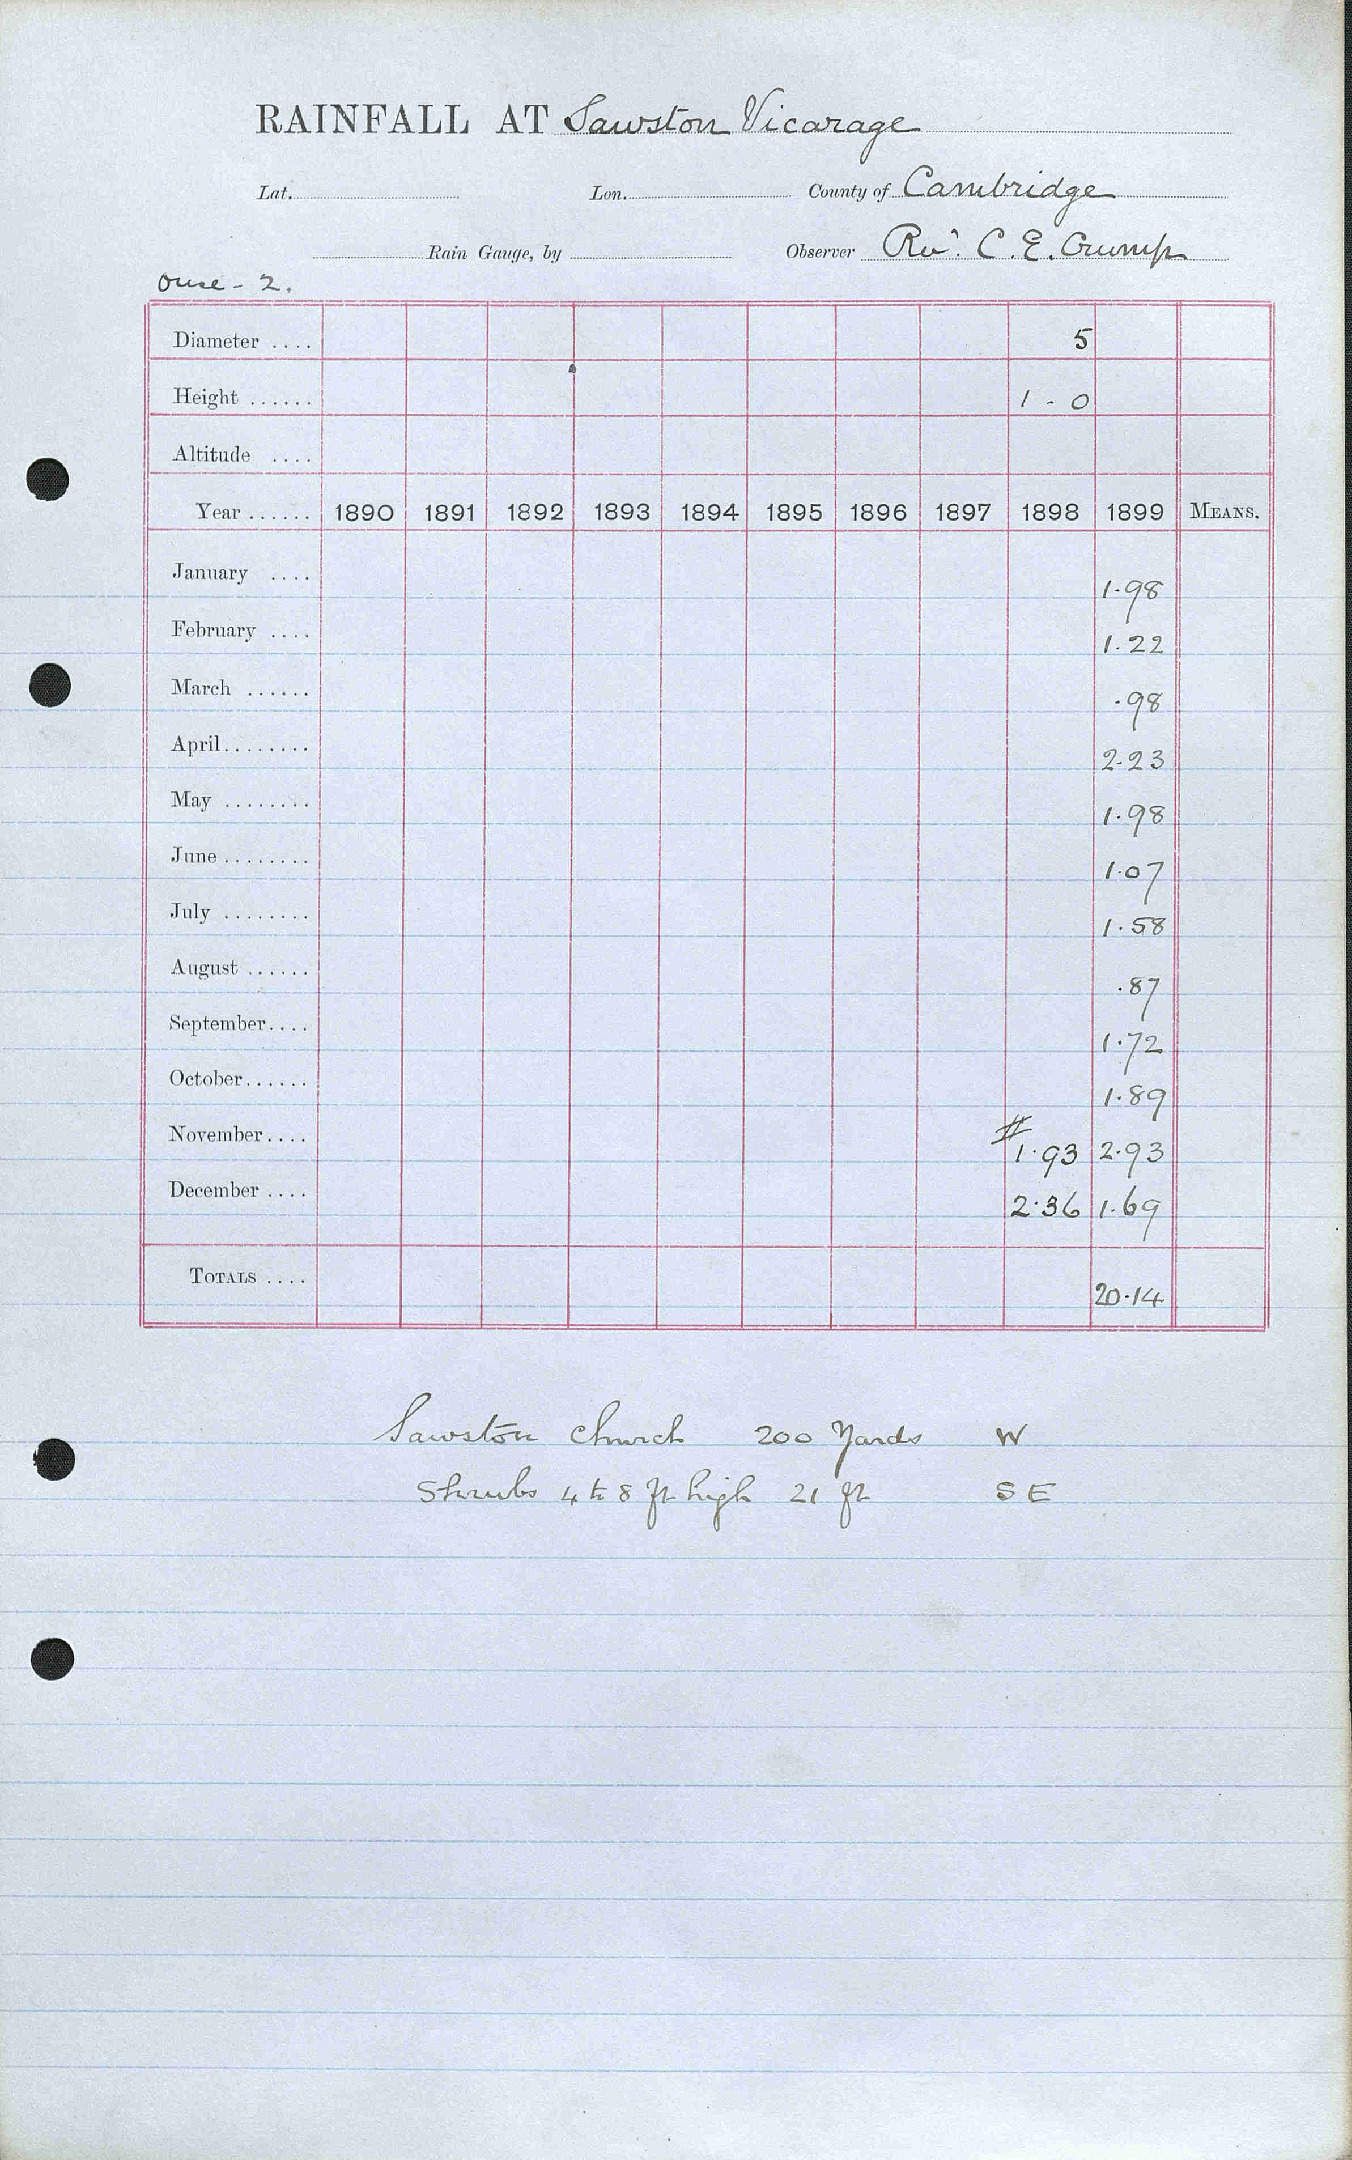 RAINFALL AT Sawston Vicarage
Lat. Lon. County of Cambridge
Rain Gauge, by Observer Rev. C. E. Crump
Ouse - 2.
Diameter .... 5
Height ...... 1 - 0
Altitude ....
Year ...... 1890 1891 1892 1893 1894 1895 1896 1897 1898 1899 MEANS.
January .... 1.98
February .... 1.22
March ...... .98
April........ 2.23
May ........ 1.98
June ........ 1.07
July ........ 1.58
August ...... .87
September.... 1.72
October...... 1.89
November.... # 1.93 2.93
December .... 2.36 1.69
TOTALS .... 20.14
Sawston Church 200 Yards W
Shrubs 4 to 8 ft high 21 ft SE